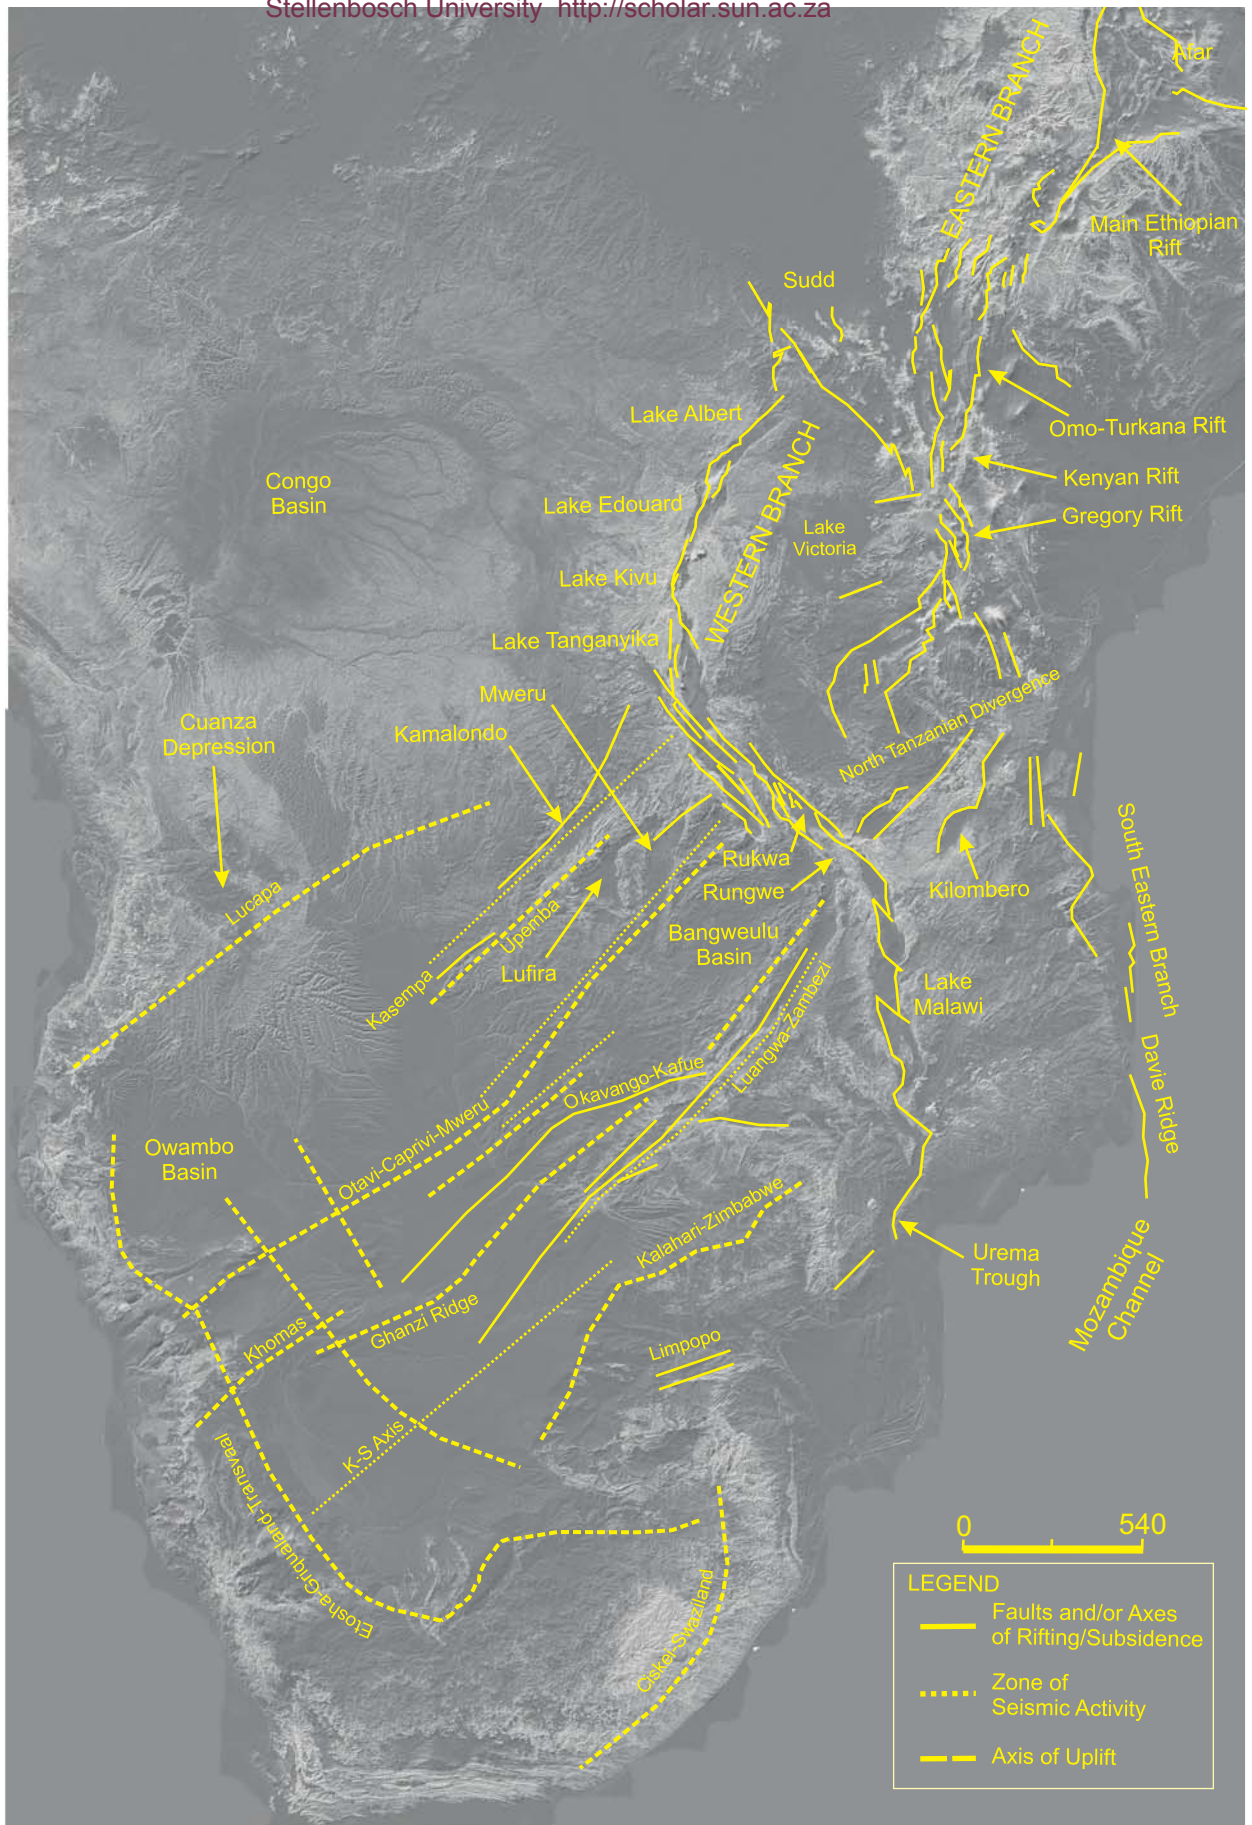 Stellenbosch University http://scholar.sun.ac.za
Afar
EASTERN BRANCH
Main Ethiopian
Rift
Sudd
Lake Albert
Omo-Turkana Rift
WESTERN BRANCH
Congo
Basin
Kenyan Rift
Lake Edouard
Gregory Rift
Lake
Victoria
Lake Kivu
Lake Tanganyika
Mweru
North Tanzanian Divergence
Cuanza
Depression
Kamalondo
South Eastern Branch
Rukwa
Rungwe
Kilombero
Lucapa
Upemba
Bangweulu
Basin
Lufira
Kasempa
Lake
Malawi
Luangwa-Zambezi
Davie Ridge
Okavango-Kafue
Otavi-Caprivi-Mweru
Owambo
Basin
Kalahari-Zimbabwe
Urema
Trough
Mozambique
Channel
Ghanzi Ridge
Khomas
Limpopo
K-S Axis
Etosha-Griqualand-Transvaal
Ciskei-Swaziland
0 540
LEGEND
Faults and/or Axes
of Rifting/Subsidence
Zone of
Seismic Activity
Axis of Uplift